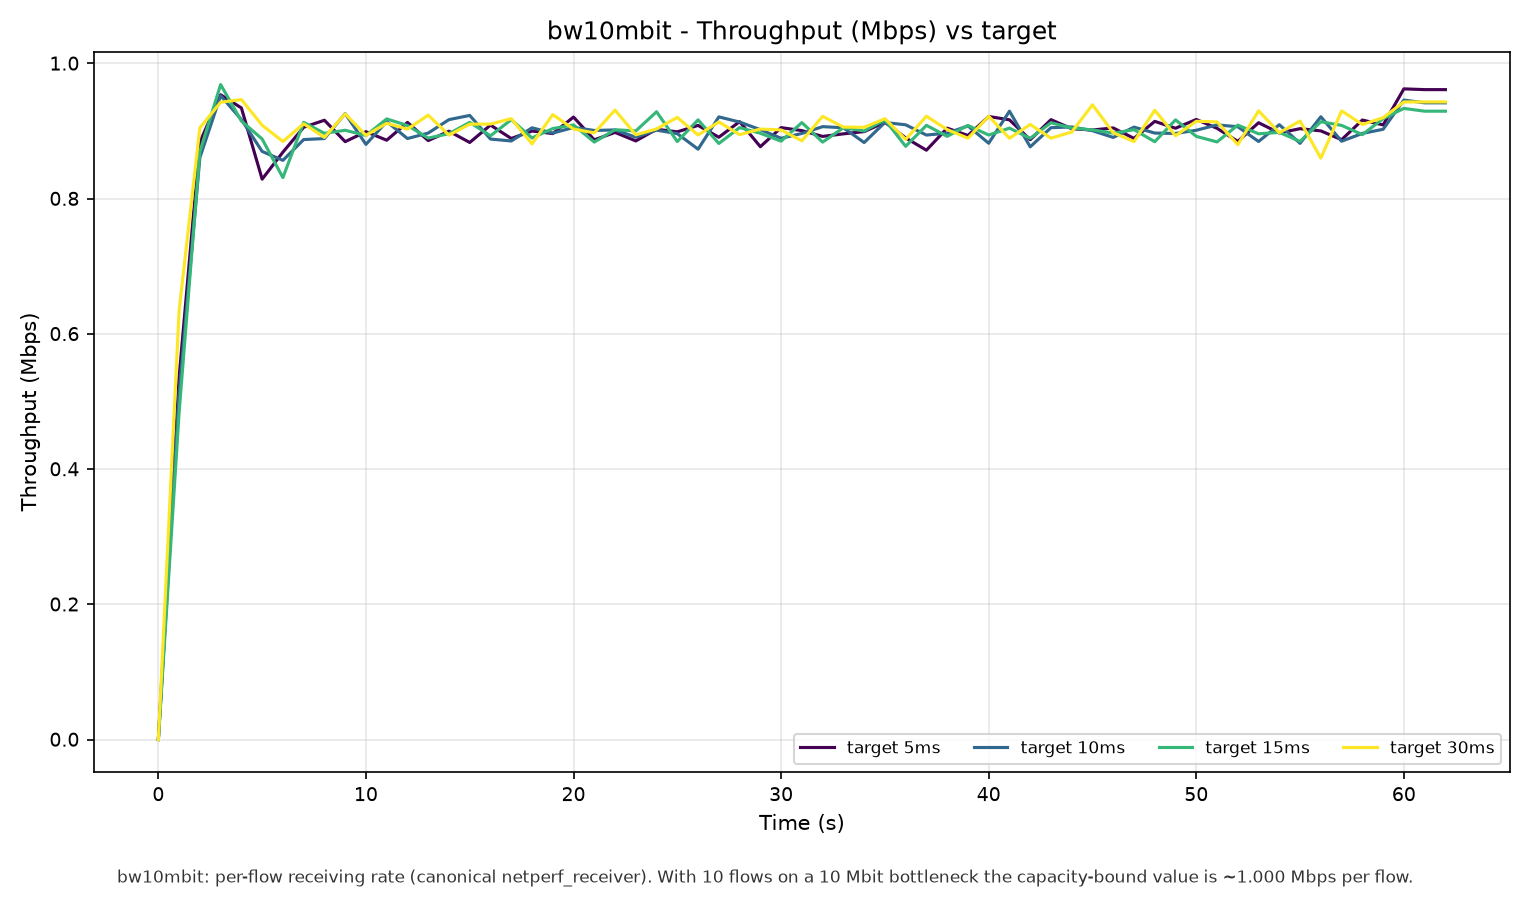 bw10mbit - Throughput (Mbps) vs target
Throughput (Mbps)
1.0
0.8
0.6
0.4
0.2
0.0
target 5ms target 10ms target 15ms target 30ms
0 10 20 30 40 50 60
Time (s)
bw10mbit: per-flow receiving rate (canonical netperf_receiver). With 10 flows on a 10 Mbit bottleneck the capacity-bound value is ~1.000 Mbps per flow.